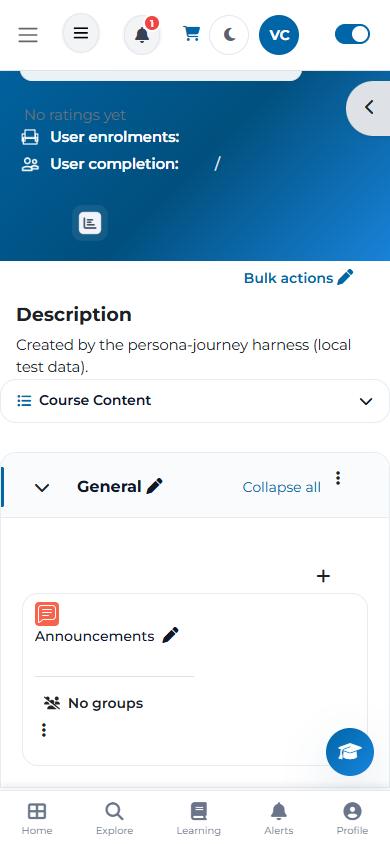 1
VC
No ratings yet
User enrolments:
User completion: /
Bulk actions
Description
Created by the persona-journey harness (local
test data).
Course Content
General
Collapse all
+
Announcements
No groups
Home Explore Learning Alerts Profile